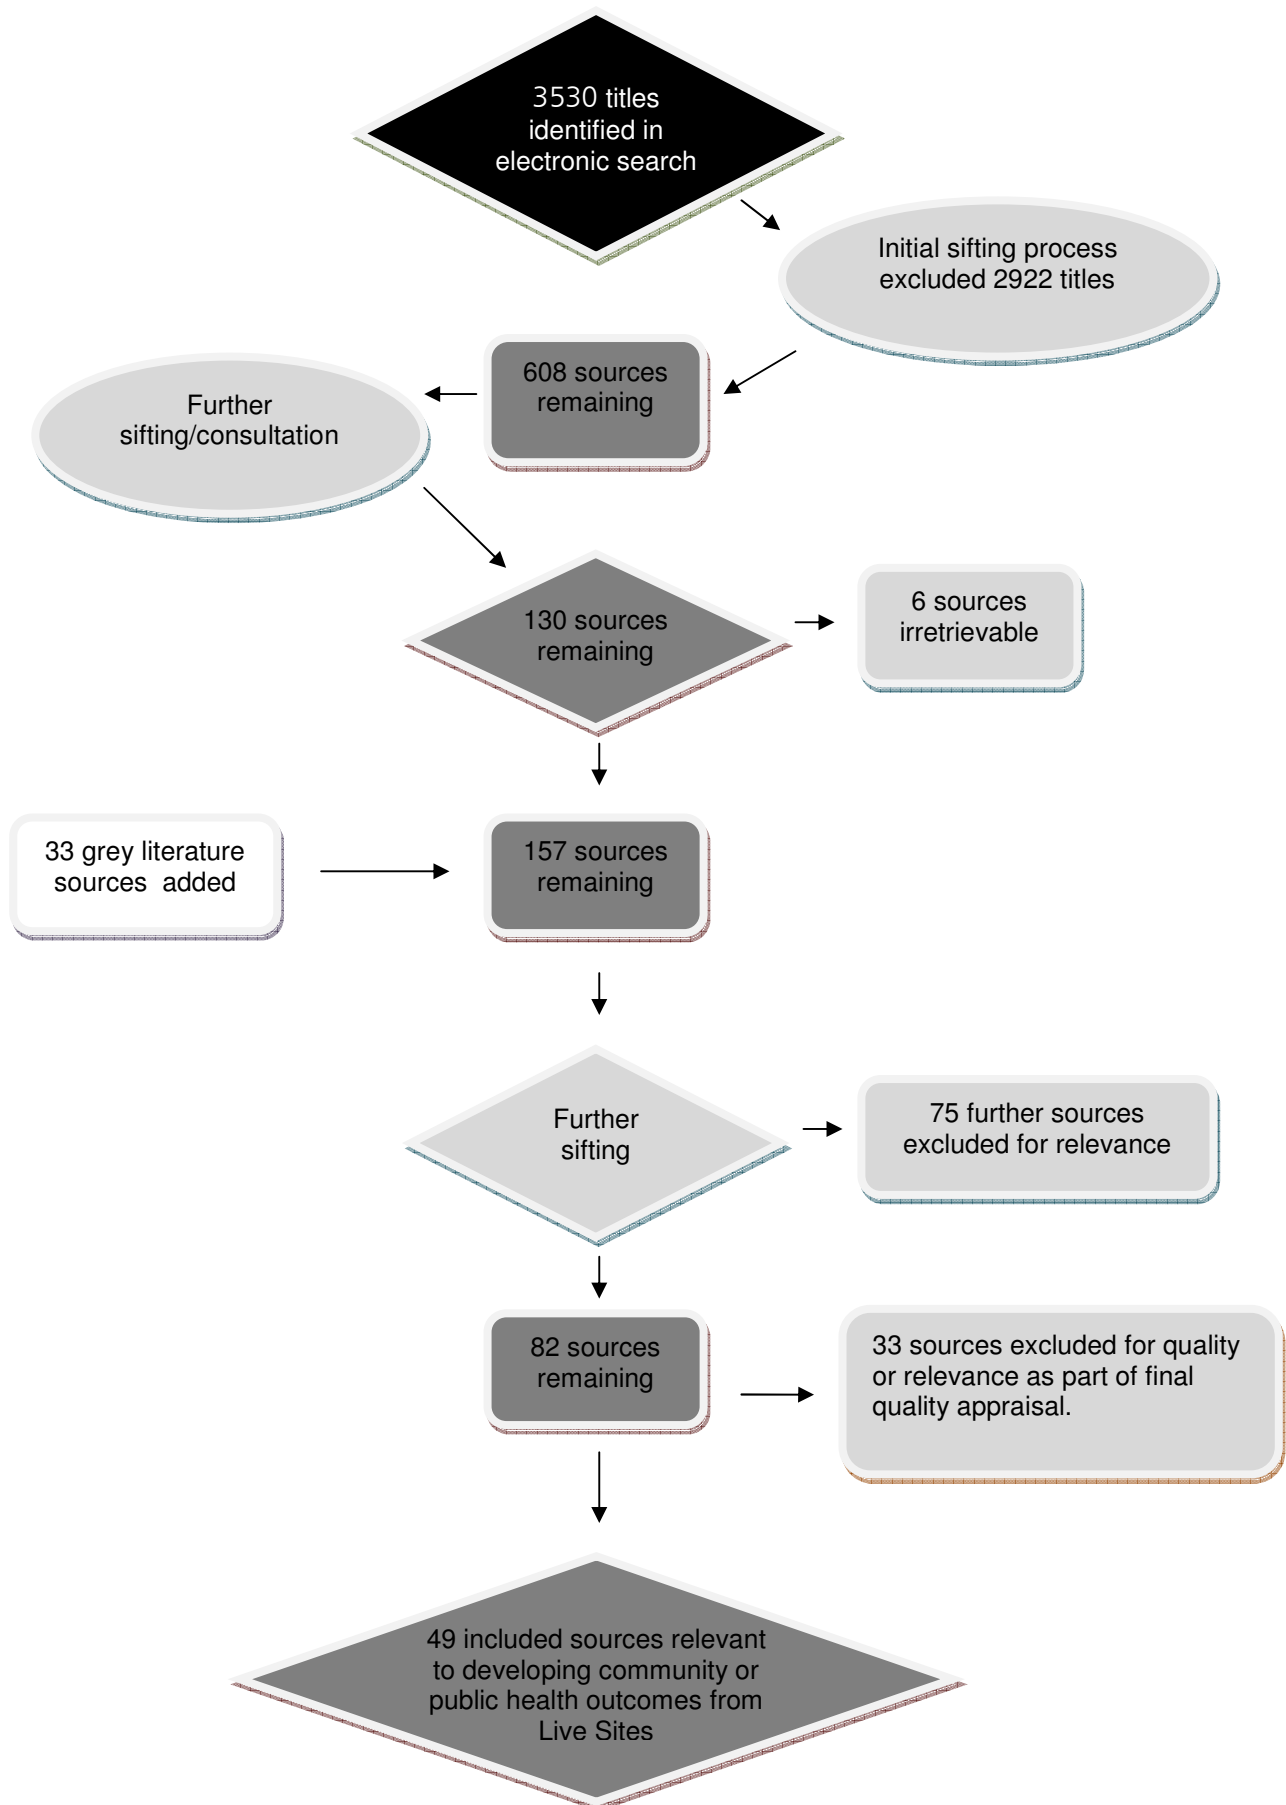 3530 titles
identified in
electronic search
Initial sifting process
excluded 2922 titles
608 sources
remaining
Further
sifting/consultation
130 sources
remaining
6 sources
irretrievable
33 grey literature
sources added
157 sources
remaining
Further
sifting
75 further sources
excluded for relevance
82 sources
remaining
33 sources excluded for quality
or relevance as part of final
quality appraisal.
49 included sources relevant
to developing community or
public health outcomes from
Live Sites